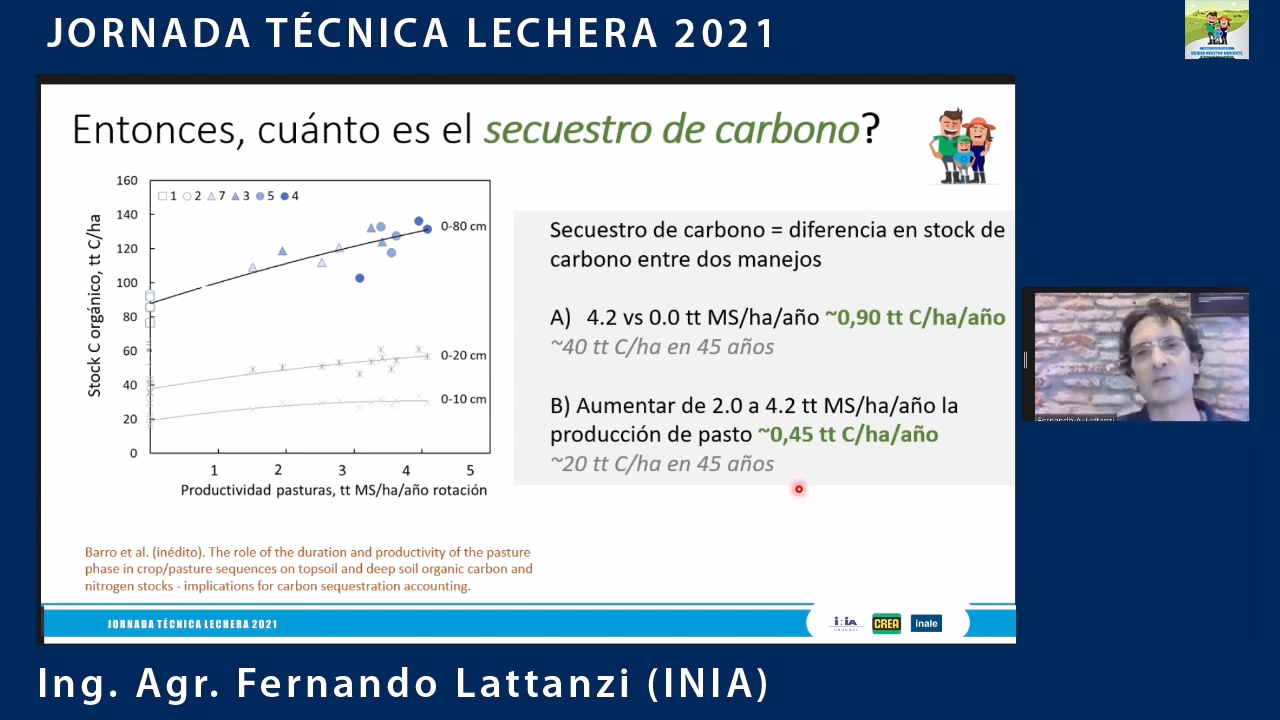 JORNADA TÉCNICA LECHERA 2021
Entonces, cuánto es el secuestro de carbono?
160
140
120
100
80
60
40
20
0
1 2 7 3 5 4
0-80 cm
0-20 cm
0-10 cm
Stock C orgánico, tt C/ha
1 2 3 4 5
Productividad pasturas, tt MS/ha/año rotación
Secuestro de carbono = diferencia en stock de
carbono entre dos manejos
A) 4.2 vs 0.0 tt MS/ha/año ~0,90 tt C/ha/año
~40 tt C/ha en 45 años
B) Aumentar de 2.0 a 4.2 tt MS/ha/año la
producción de pasto ~0,45 tt C/ha/año
~20 tt C/ha en 45 años
Barro et al. (inédito). The role of the duration and productivity of the pasture
phase in crop/pasture sequences on topsoil and deep soil organic carbon and
nitrogen stocks - implications for carbon sequestration accounting.
JORNADA TÉCNICA LECHERA 2021
inia
URUGUAY
CREA
inale
Fernando A. Lattanzi
Ing. Agr. Fernando Lattanzi (INIA)